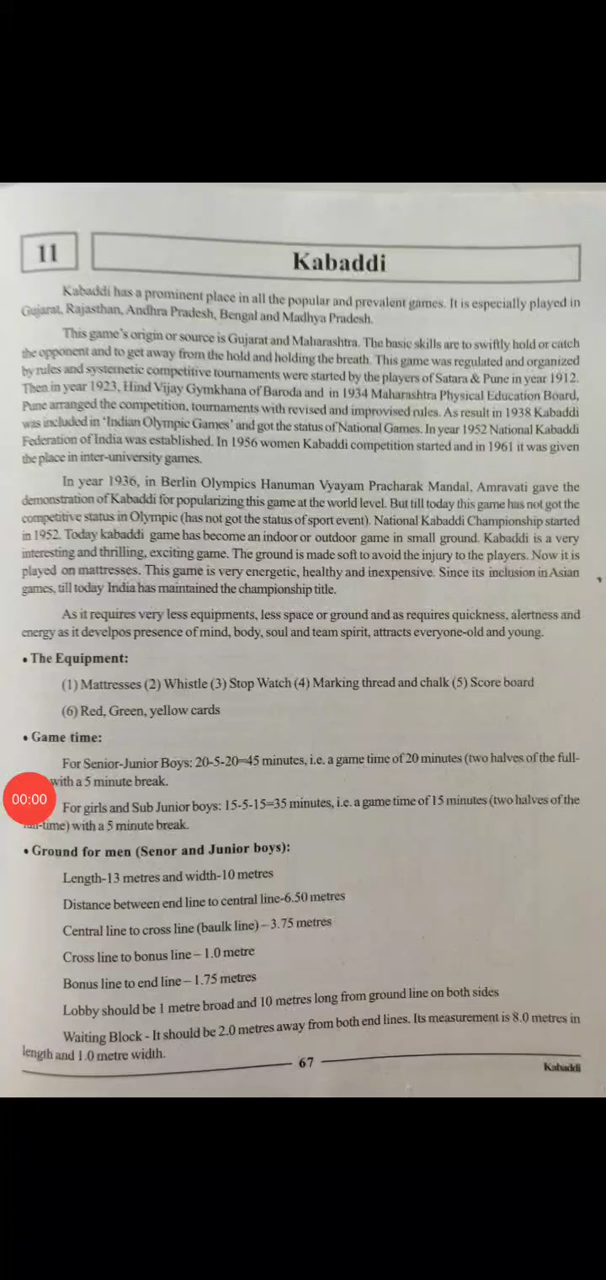 11
Kabaddi
Kabaddi has a prominent place in all the popular and prevalent games. It is especially played in
Gujarat, Rajasthan, Andhra Pradesh, Bengal and Madhya Pradesh.
This game's origin or source is Gujarat and Maharashtra. The basic skills are to swiftly hold or catch
the opponent and to get away from the hold and holding the breath. This game was regulated and organized
by rules and systemetic competitive tournaments were started by the players of Satara & Pune in year 1912.
Then in year 1923, Hind Vijay Gymkhana of Baroda and in 1934 Maharashtra Physical Education Board,
Pune arranged the competition, tournaments with revised and improvised rules. As result in 1938 Kabaddi
was included in 'Indian Olympic Games' and got the status of National Games. In year 1952 National Kabaddi
Federation of India was established. In 1956 women Kabaddi competition started and in 1961 it was given
the place in inter-university games.
In year 1936, in Berlin Olympics Hanuman Vyayam Pracharak Mandal, Amravati gave the
demonstration of Kabaddi for popularizing this game at the world level. But till today this game has not got the
competitive status in Olympic (has not got the status of sport event). National Kabaddi Championship started
in 1952. Today kabaddi game has become an indoor or outdoor game in small ground. Kabaddi is a very
interesting and thrilling, exciting game. The ground is made soft to avoid the injury to the players. Now it is
played on mattresses. This game is very energetic, healthy and inexpensive. Since its inclusion in Asian
games, till today India has maintained the championship title.
As it requires very less equipments, less space or ground and as requires quickness, alertness and
energy as it develpos presence of mind, body, soul and team spirit, attracts everyone-old and young.
• The Equipment:
(1) Mattresses (2) Whistle (3) Stop Watch (4) Marking thread and chalk (5) Score board
(6) Red, Green, yellow cards
• Game time:
For Senior-Junior Boys: 20-5-20=45 minutes, i.e. a game time of 20 minutes (two halves of the full-
with a 5 minute break.
00:00
For girls and Sub Junior boys: 15-5-15=35 minutes, i.e. a game time of 15 minutes (two halves of the
-time) with a 5 minute break.
• Ground for men (Senor and Junior boys):
Length-13 metres and width-10 metres
Distance between end line to central line-6.50 metres
Central line to cross line (baulk line) – 3.75 metres
Cross line to bonus line – 1.0 metre
Bonus line to end line – 1.75 metres
Lobby should be 1 metre broad and 10 metres long from ground line on both sides
Waiting Block - It should be 2.0 metres away from both end lines. Its measurement is 8.0 metres in
length and 1.0 metre width.
67
Kabaddi